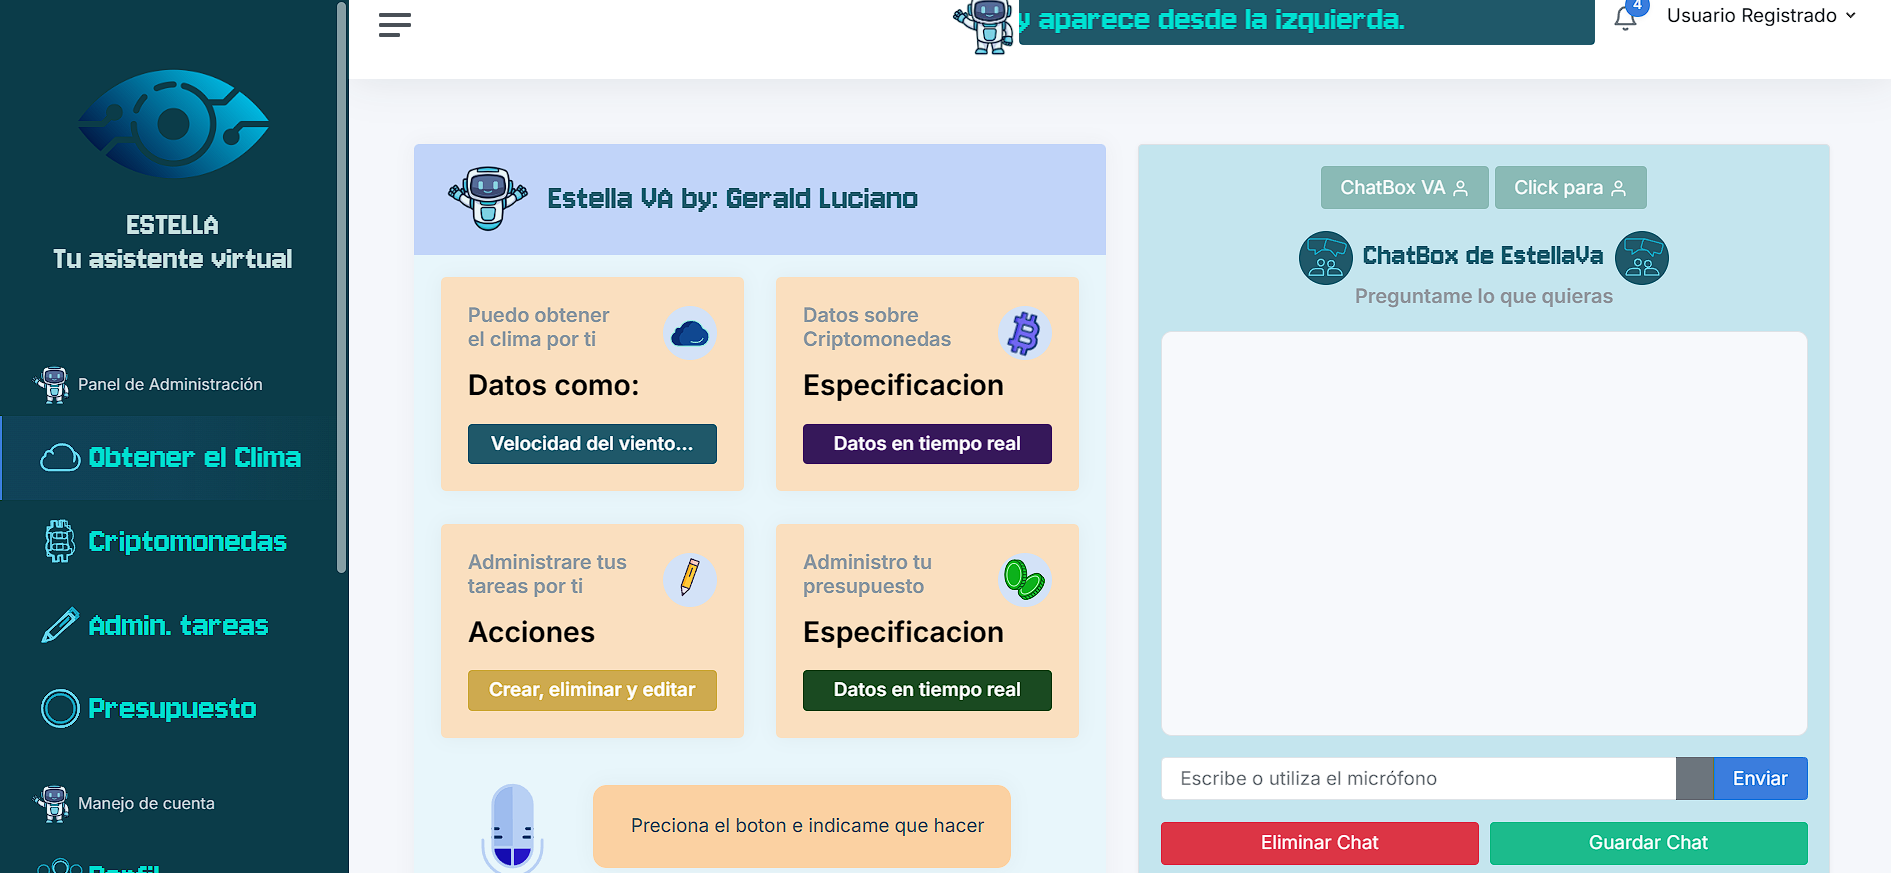 ESTELLA
Tu asistente virtual
Panel de Administración
Obtener el Clima
Criptomonedas
Admin. tareas
Presupuesto
Manejo de cuenta
Perfil
y aparece desde la izquierda.
4
Usuario Registrado
Estella VA by: Gerald Luciano
Puedo obtener
el clima por ti
Datos como:
Velocidad del viento...
Datos sobre
Criptomonedas
Especificacion
Datos en tiempo real
Administrare tus
tareas por ti
Acciones
Crear, eliminar y editar
Administro tu
presupuesto
Especificacion
Datos en tiempo real
Preciona el boton e indicame que hacer
ChatBox VA
Click para
ChatBox de EstellaVa
Preguntame lo que quieras
Escribe o utiliza el micrófono
Enviar
Eliminar Chat
Guardar Chat